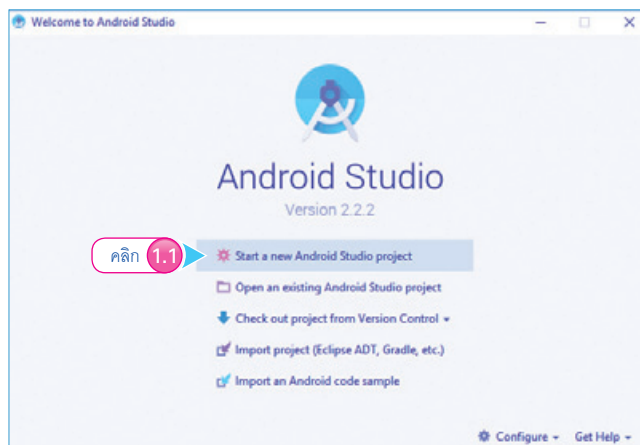 Welcome to Android Studio
Android Studio
Version 2.2.2
คลิก 1.1 Start a new Android Studio project
Open an existing Android Studio project
Check out project from Version Control
Import project (Eclipse ADT, Gradle, etc.)
Import an Android code sample
Configure Get Help